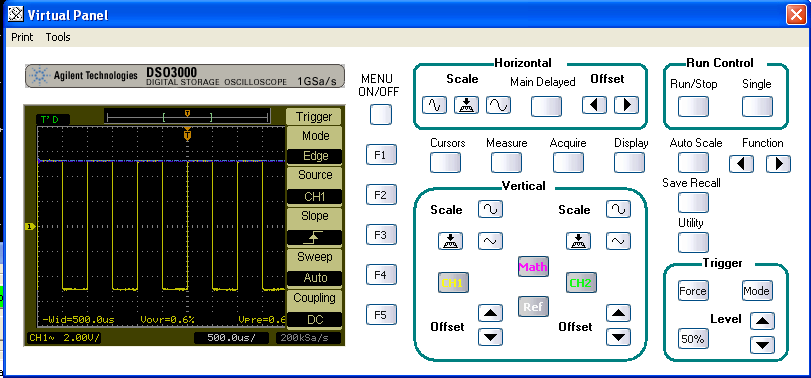 Virtual Panel
Print Tools
Agilent Technologies DSO3000
DIGITAL STORAGE OSCILLOSCOPE 1GSa/s
T'D
T
T
1
-Wid=500.0us Vovr=0.6% Vpre=0.6
CH1~ 2.00V/ 500.0us/ 200kSa/s
Trigger
Mode
Edge
Source
CH1
Slope
Sweep
Auto
Coupling
DC
MENU
ON/OFF
F1
F2
F3
F4
F5
Horizontal
Scale Main Delayed Offset
Run Control
Run/Stop Single
Cursors Measure Acquire Display
Auto Scale Function
Save Recall
Utility
Vertical
Scale Scale
Math
CH1 CH2
Ref
Offset Offset
Trigger
Force Mode
Level
50%